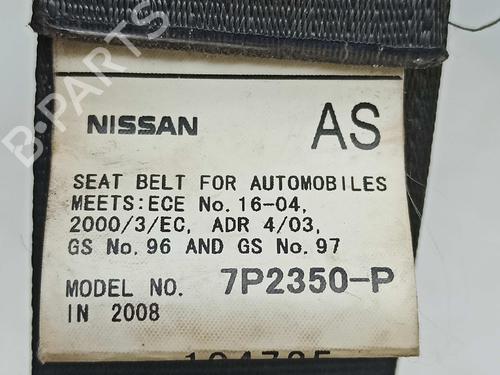 NISSAN AS
SEAT BELT FOR AUTOMOBILES
MEETS:ECE No. 16-04,
2000/3/EC, ADR 4/03,
GS No. 96 AND GS No. 97
MODEL NO. 7P2350-P
IN 2008
B-PARTS